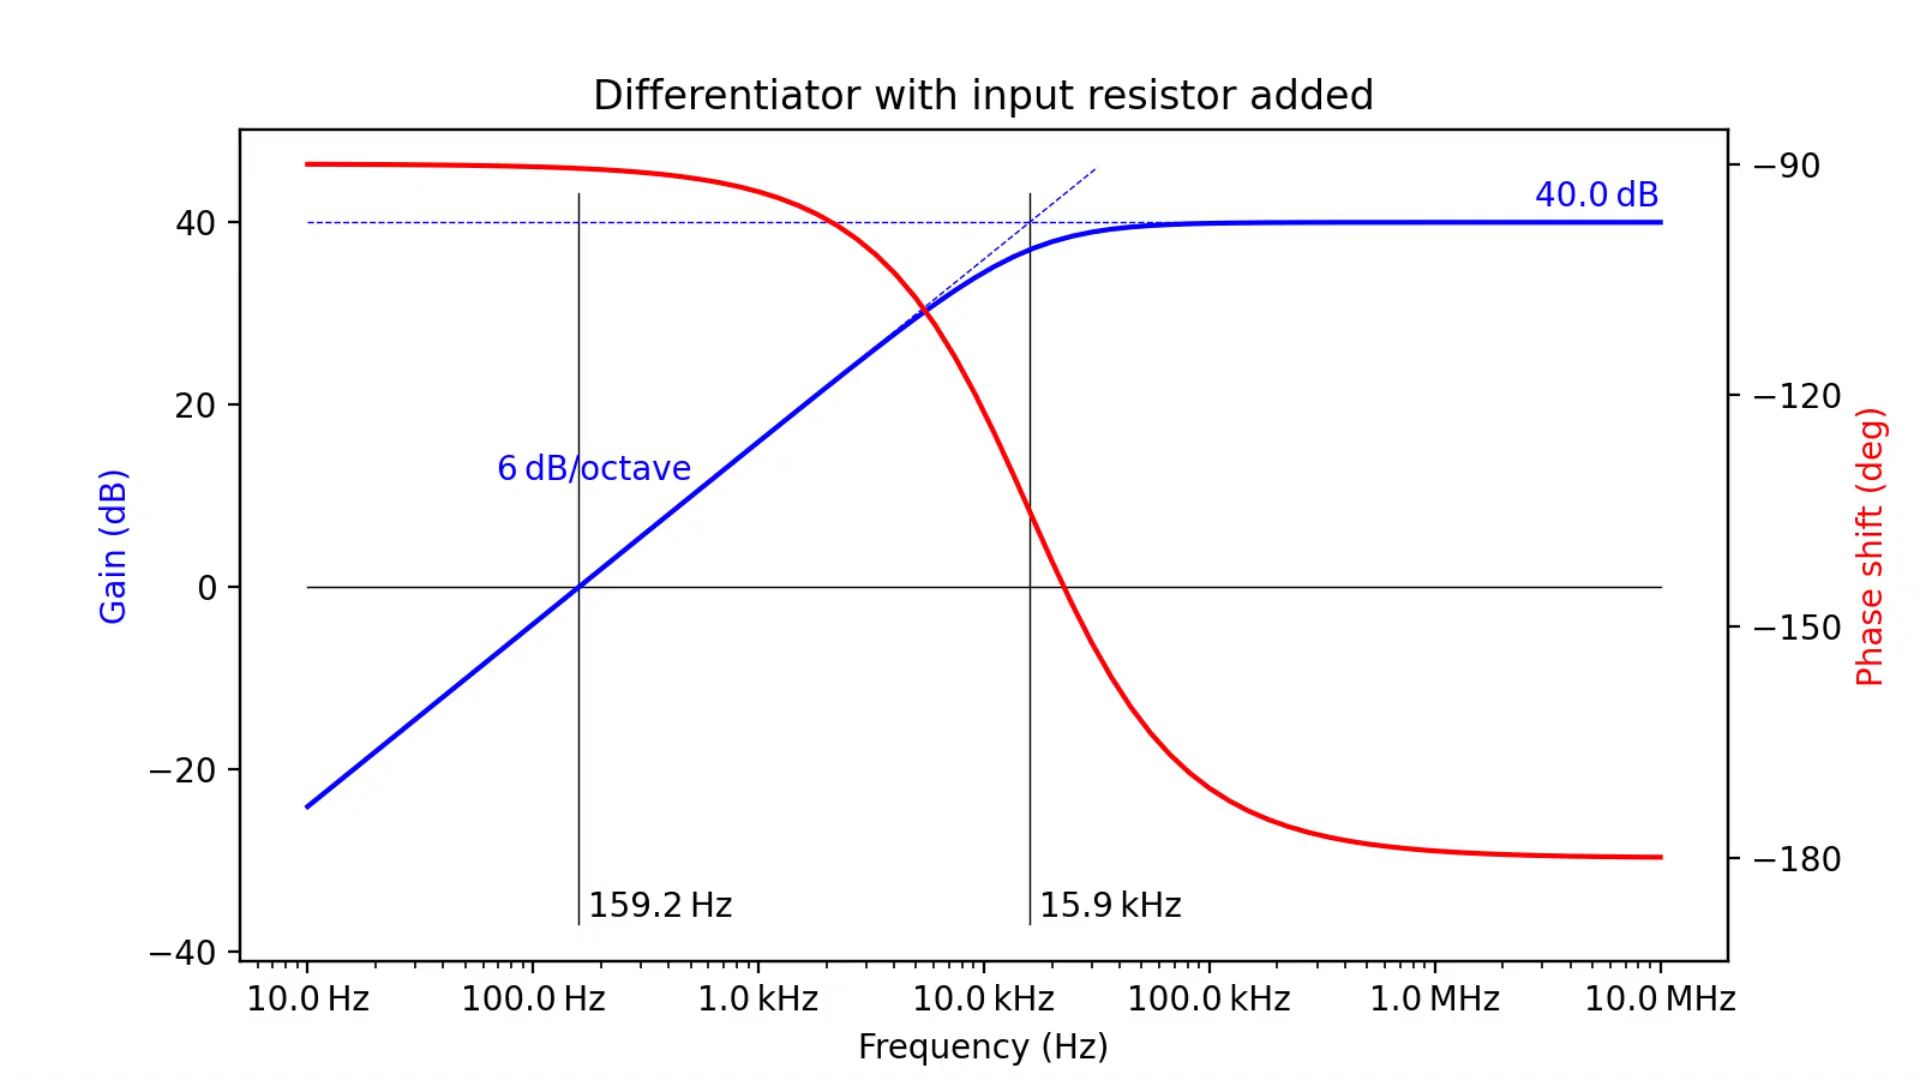 Differentiator with input resistor added
Gain (dB)
40
20
0
−20
−40
40.0 dB
6 dB/octave
159.2 Hz
15.9 kHz
−90
−120
−150
−180
Phase shift (deg)
10.0 Hz
100.0 Hz
1.0 kHz
10.0 kHz
100.0 kHz
1.0 MHz
10.0 MHz
Frequency (Hz)